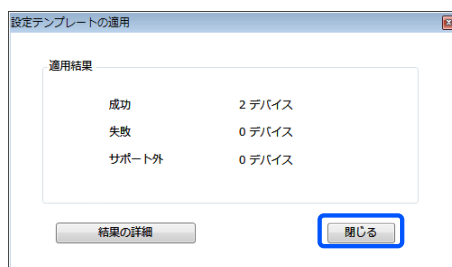 設定テンプレートの適用
適用結果
成功 2 デバイス
失敗 0 デバイス
サポート外 0 デバイス
結果の詳細 閉じる